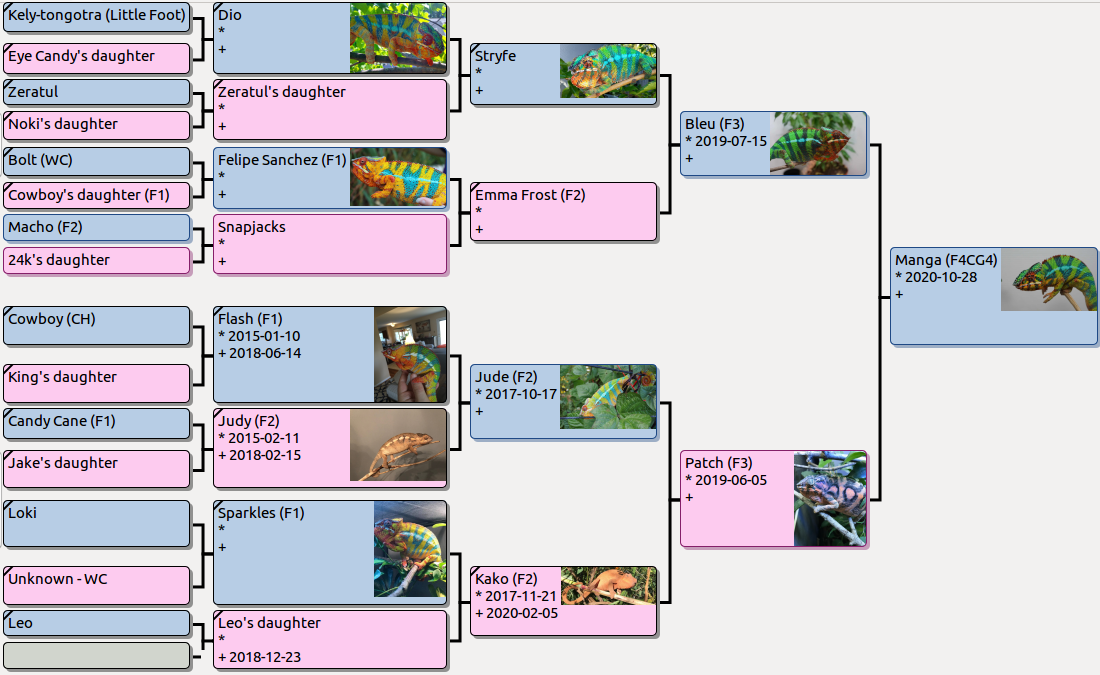 Kely-tongotra (Little Foot)
Eye Candy's daughter
Zeratul
Noki's daughter
Bolt (WC)
Cowboy's daughter (F1)
Macho (F2)
24k's daughter
Cowboy (CH)
King's daughter
Candy Cane (F1)
Jake's daughter
Loki
Unknown - WC
Leo
Dio
*
+
Zeratul's daughter
*
+
Felipe Sanchez (F1)
*
+
Snapjacks
*
+
Flash (F1)
* 2015-01-10
+ 2018-06-14
Judy (F2)
* 2015-02-11
+ 2018-02-15
Sparkles (F1)
*
+
Leo's daughter
*
+ 2018-12-23
Stryfe
*
+
Emma Frost (F2)
*
+
Jude (F2)
* 2017-10-17
+
Kako (F2)
* 2017-11-21
+ 2020-02-05
Bleu (F3)
* 2019-07-15
+
Patch (F3)
* 2019-06-05
+
Manga (F4CG4)
* 2020-10-28
+